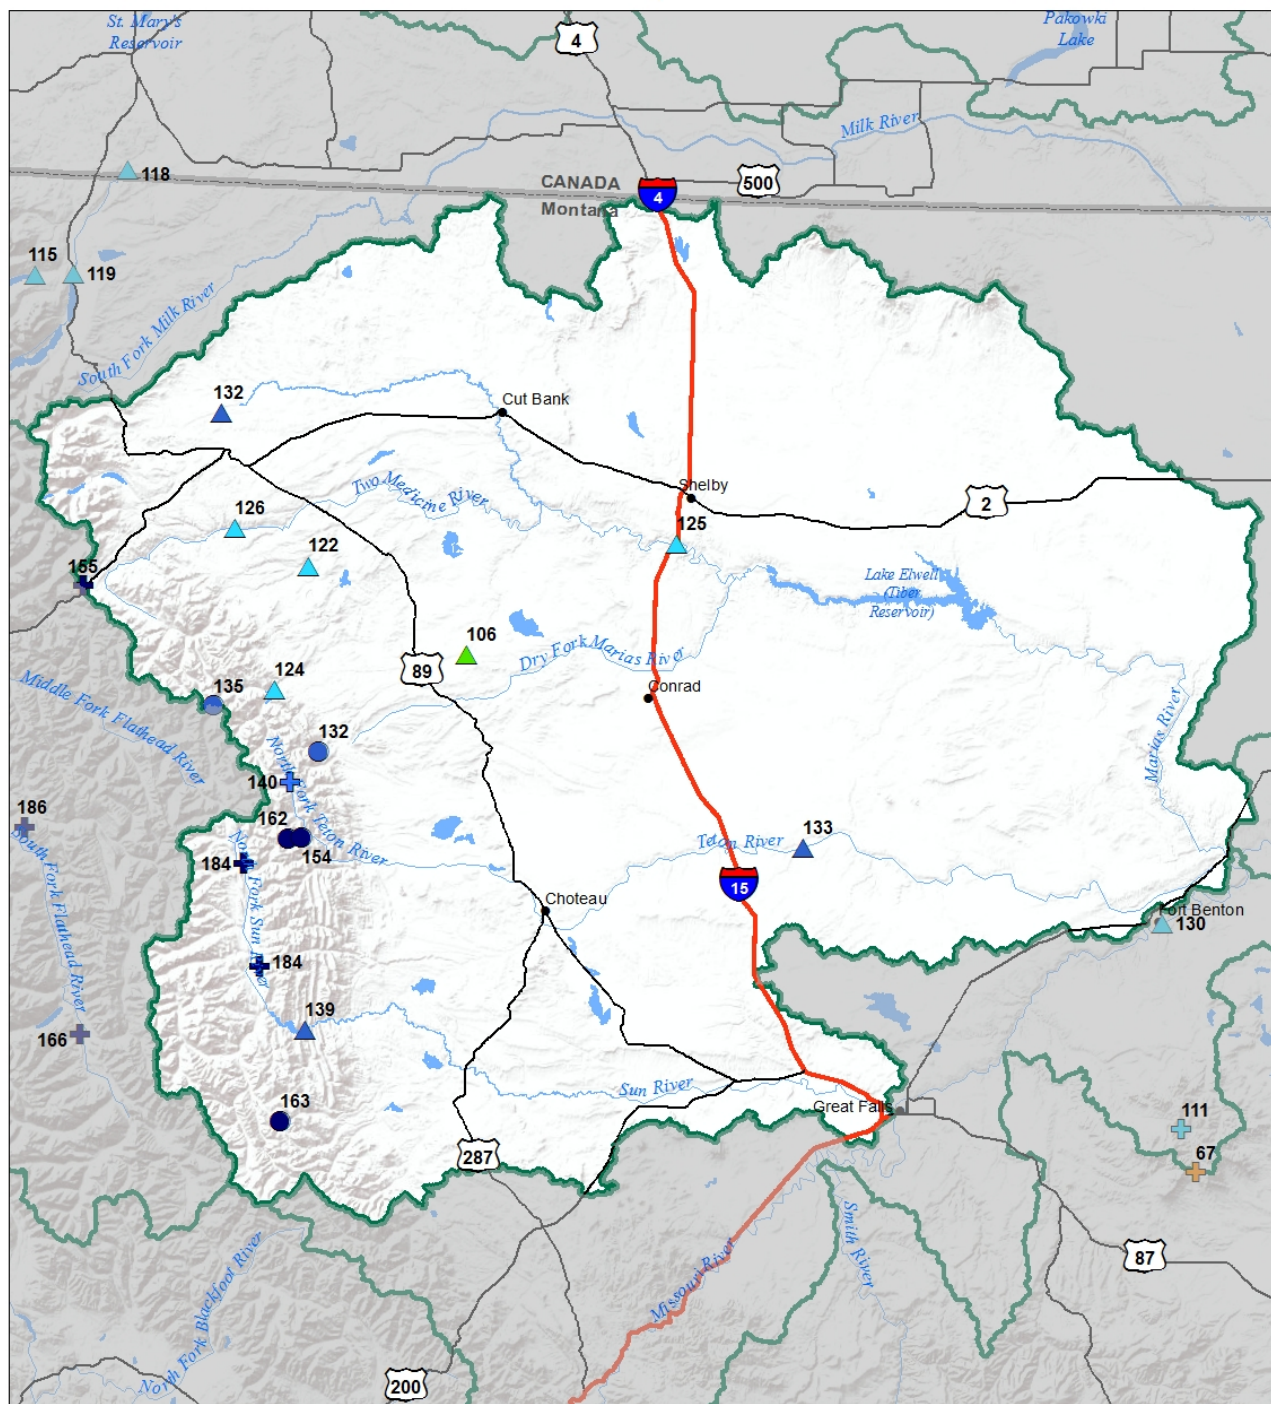 St. Mary's
Reservoir
4
Pakowki
Lake
Milk River
118
CANADA
Montana
4
500
115
119
South Fork Milk River
132
Cut Bank
Two Medicine River
Shelby
2
126
125
122
155
Lake Elwell
(Tiber
Reservoir)
106
Dry Fork Marias River
89
124
135
Conrad
Middle Fork Flathead River
Marias River
132
140
North Fork Teton River
186
162
154
South Fork Flathead River
184
North Fork Sun River
Teton River
133
15
Choteau
Fort Benton
130
184
139
166
Sun River
163
Great Falls
111
287
67
Smith River
Missouri River
87
North Fork Blackfoot River
200